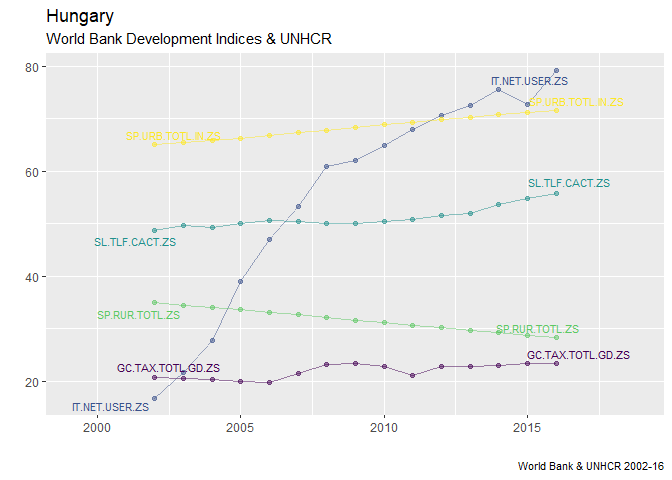 Hungary
World Bank Development Indices & UNHCR
80
IT.NET.USER.ZS
SP.URB.TOTL.IN.ZS
SP.URB.TOTL.IN.ZS
60
SL.TLF.CACT.ZS
SL.TLF.CACT.ZS
40
SP.RUR.TOTL.ZS
SP.RUR.TOTL.ZS
GC.TAX.TOTL.GD.ZS
GC.TAX.TOTL.GD.ZS
20
IT.NET.USER.ZS
2000 2005 2010 2015
World Bank & UNHCR 2002-16